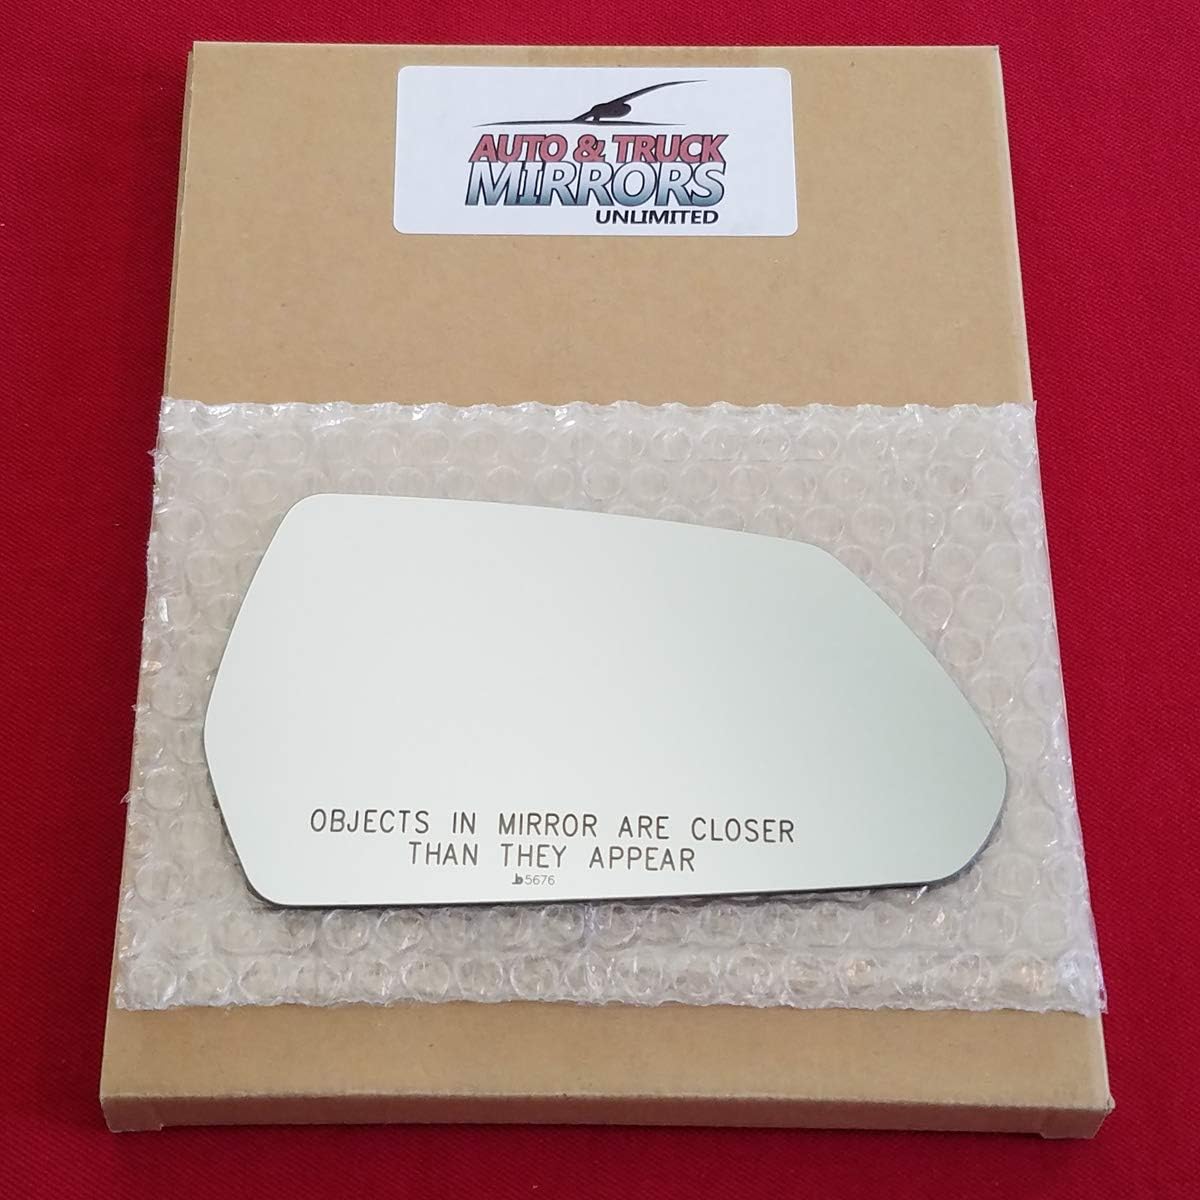 AUTO & TRUCK
MIRRORS
UNLIMITED
OBJECTS IN MIRROR ARE CLOSER
THAN THEY APPEAR
b 5676